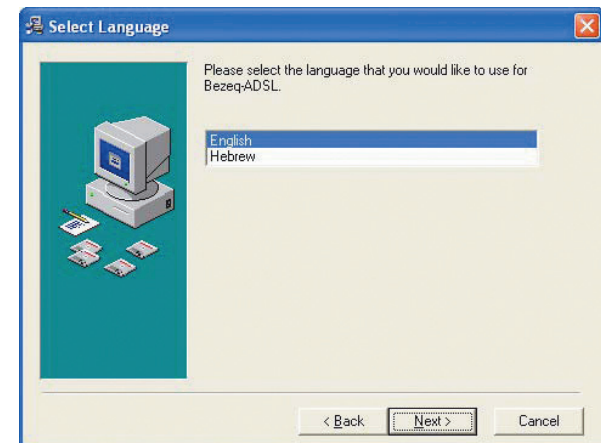 Select Language
Please select the language that you would like to use for
Bezeq-ADSL.
English
Hebrew
< Back
Next >
Cancel